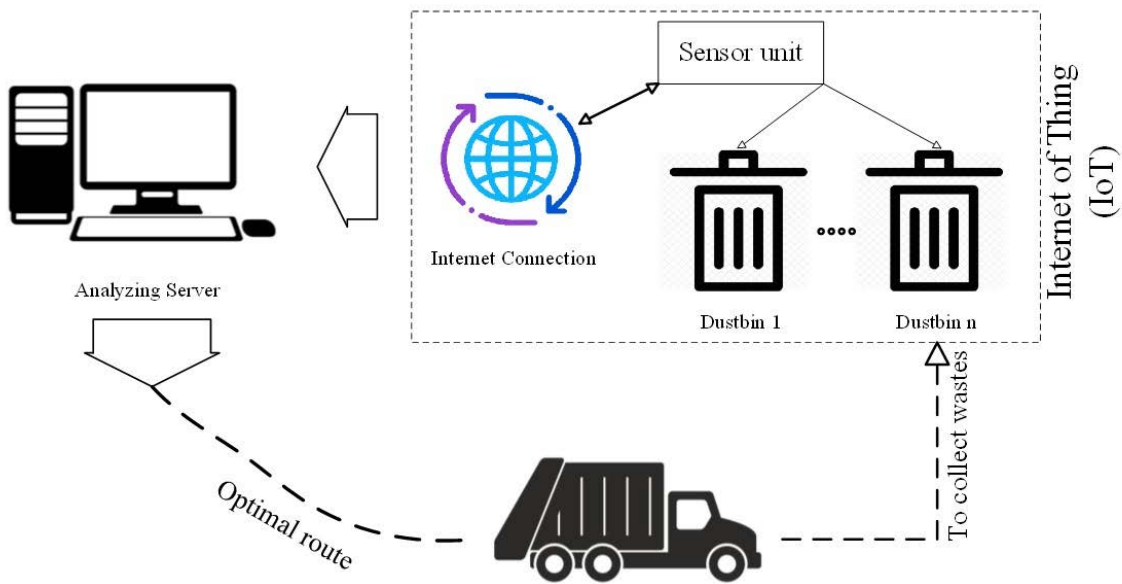 Sensor unit
Internet Connection
Dustbin 1
Dustbin n
Internet of Thing
(IoT)
Analyzing Server
Optimal route
To collect wastes